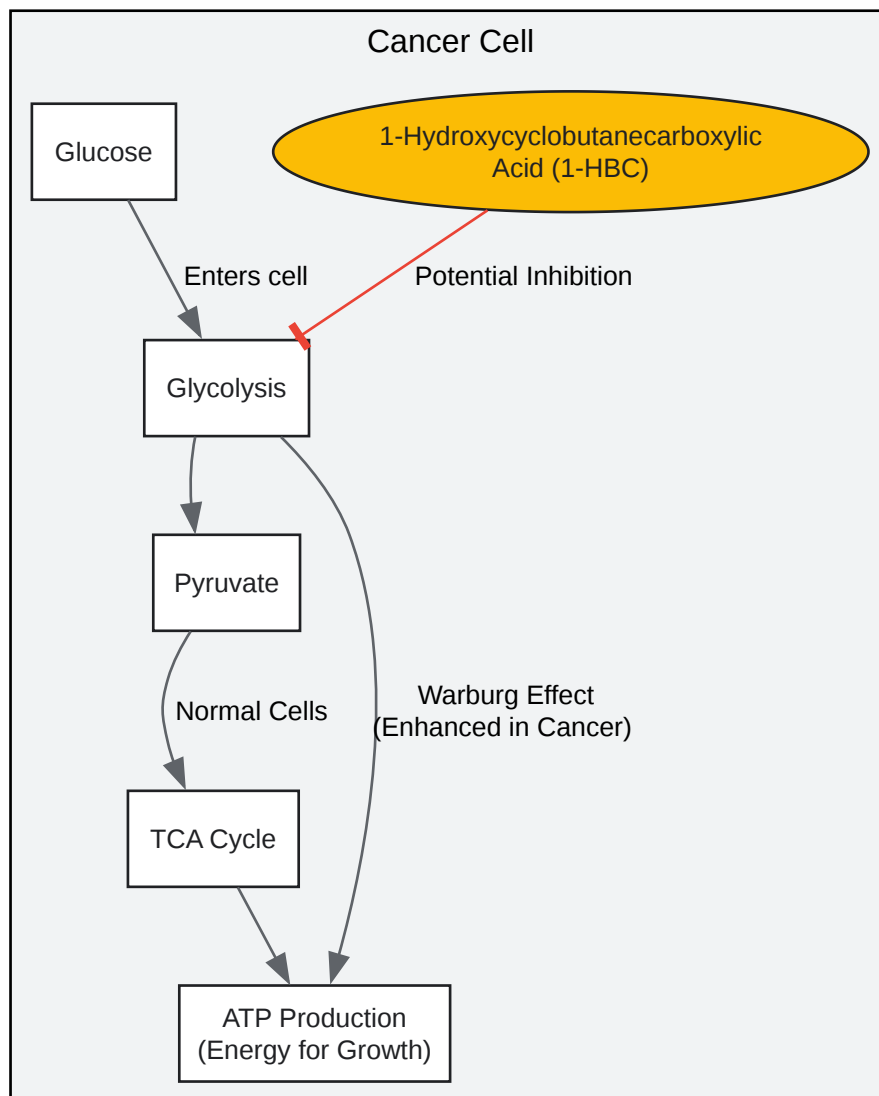 Cancer Cell
Glucose
1-Hydroxycyclobutanecarboxylic
Acid (1-HBC)
Enters cell
Potential Inhibition
Glycolysis
Pyruvate
Normal Cells
Warburg Effect
(Enhanced in Cancer)
TCA Cycle
ATP Production
(Energy for Growth)